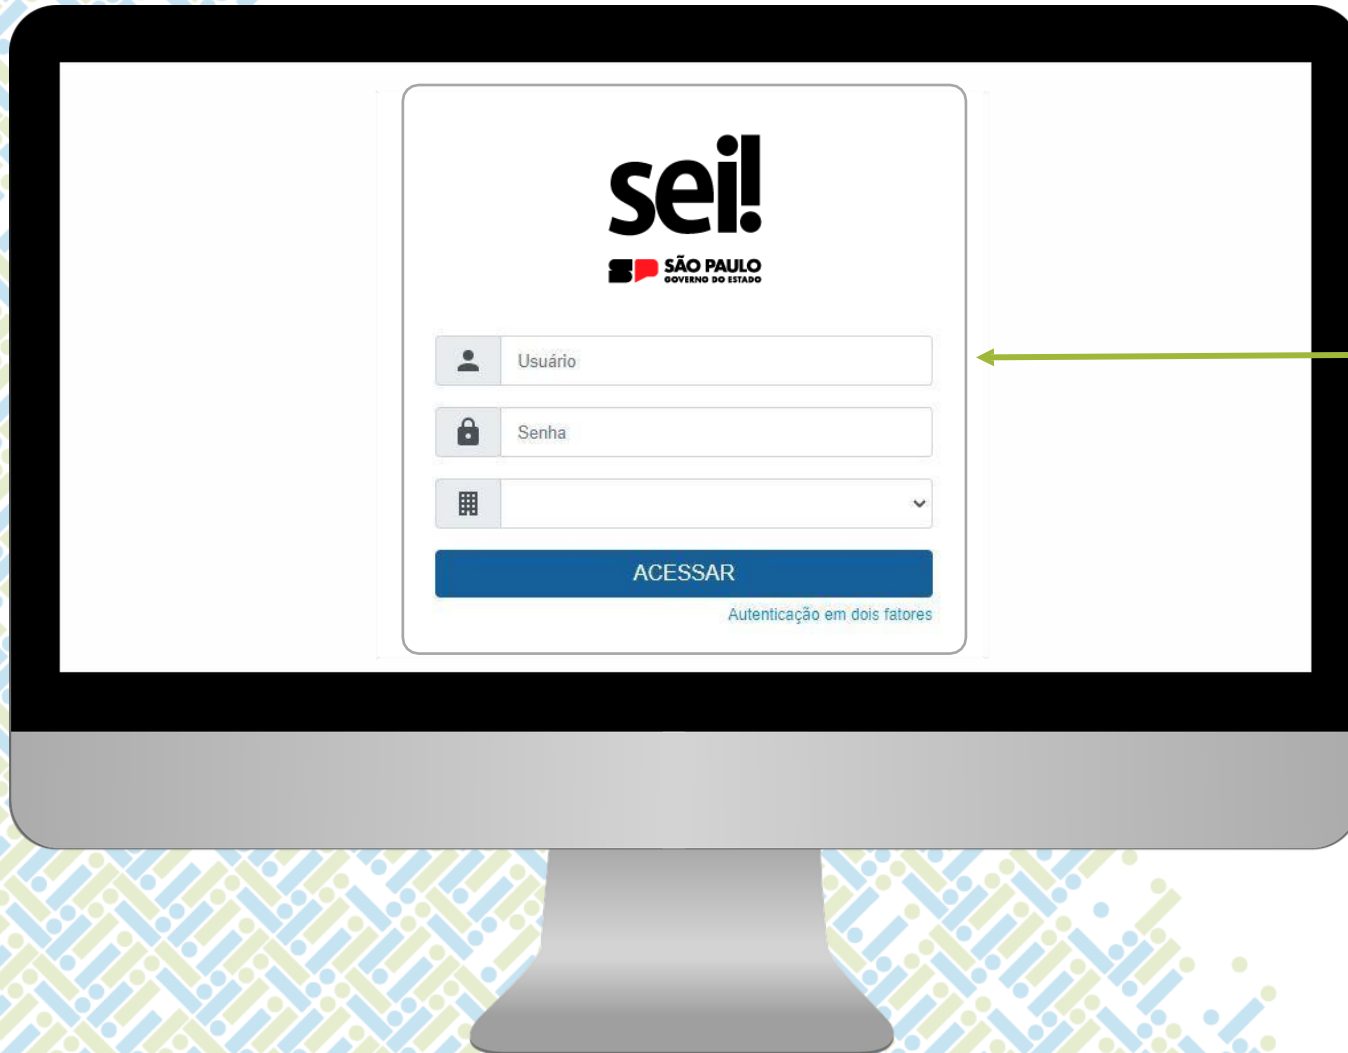 sei!
SÃO PAULO
GOVERNO DO ESTADO
Usuário
Senha
ACESSAR
Autenticação em dois fatores